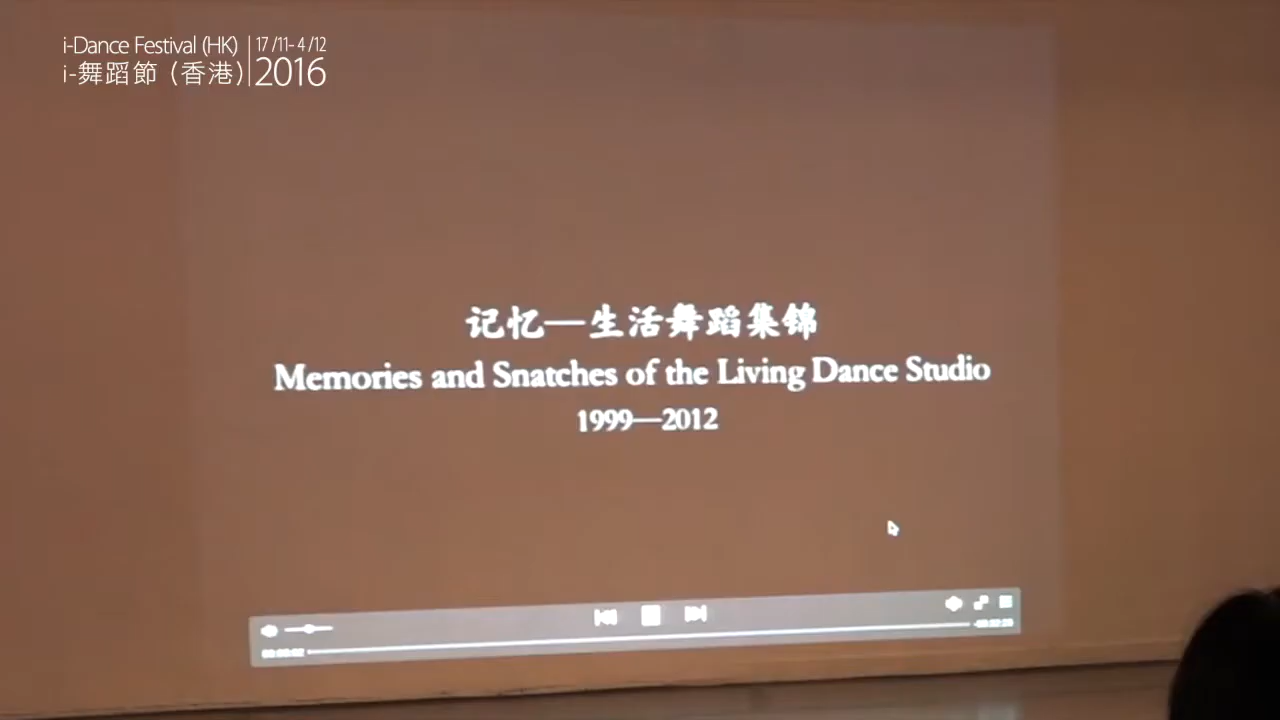 i-Dance Festival (HK) 17/11-4/12
i-舞蹈節（香港） 2016
记忆—生活舞蹈集锦
Memories and Snatches of the Living Dance Studio
1999—2012